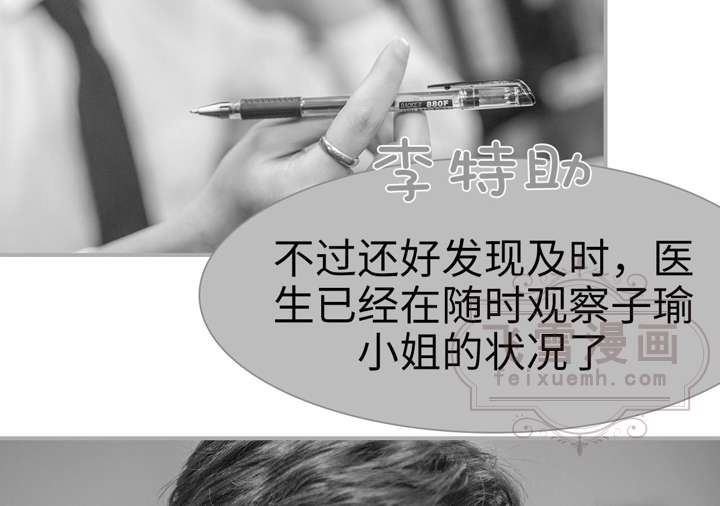 BAOKE 880F
李特助
不过还好发现及时，医
生已经在随时观察子瑜
小姐的状况了
飞雪漫画
feixuemh.com